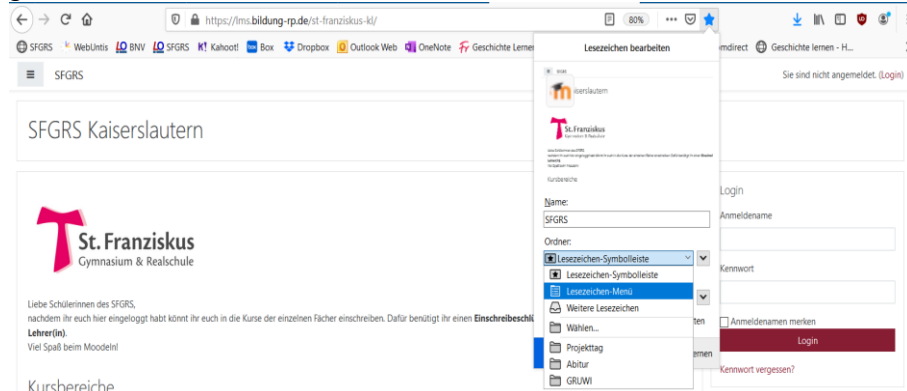 https://lms.bildung-rp.de/st-franziskus-kl/
80%
SFGRS WebUntis BNV SFGRS Kahoot! Box Dropbox Outlook Web OneNote Geschichte Lerne
Lesezeichen bearbeiten
mdirect Geschichte lernen - H...
SFGRS
Sie sind nicht angemeldet. (Login)
SFGRS Kaiserslautern
iserslautern
St. Franziskus
Gymnasium & Realschule
Kursbereiche
Name:
SFGRS
Ordner:
Lesezeichen-Symbolleiste
Lesezeichen-Symbolleiste
Lesezeichen-Menü
Weitere Lesezeichen
Wählen...
Projekttag
Abitur
GRUWI
ten
ernen
St. Franziskus
Gymnasium & Realschule
Liebe Schülerinnen des SFGRS,
nachdem ihr euch hier eingeloggt habt könnt ihr euch in die Kurse der einzelnen Fächer einschreiben. Dafür benötigt ihr einen Einschreibeschlü
Lehrer(in).
Viel Spaß beim Moodeln!
Kursbereiche
Login
Anmeldename
Kennwort
Anmeldenamen merken
Login
Kennwort vergessen?